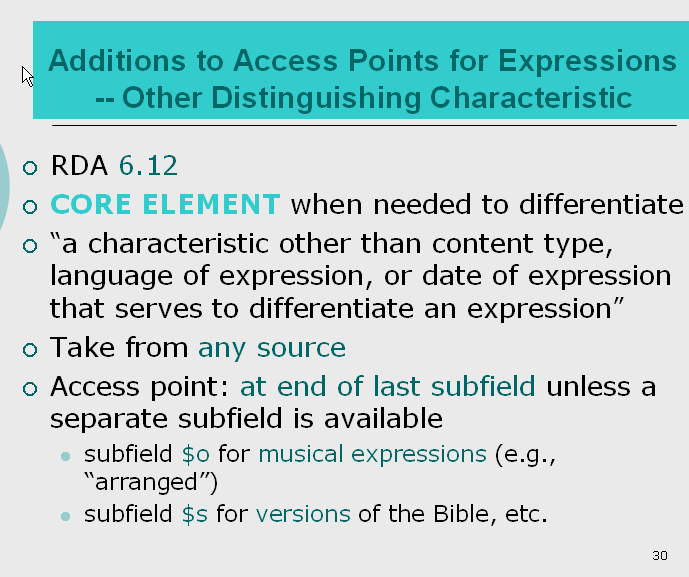 Additions to Access Points for Expressions
-- Other Distinguishing Characteristic
RDA 6.12
CORE ELEMENT when needed to differentiate
“a characteristic other than content type,
language of expression, or date of expression
that serves to differentiate an expression”
Take from any source
Access point: at end of last subfield unless a
separate subfield is available
subfield $o for musical expressions (e.g.,
“arranged”)
subfield $s for versions of the Bible, etc.
30